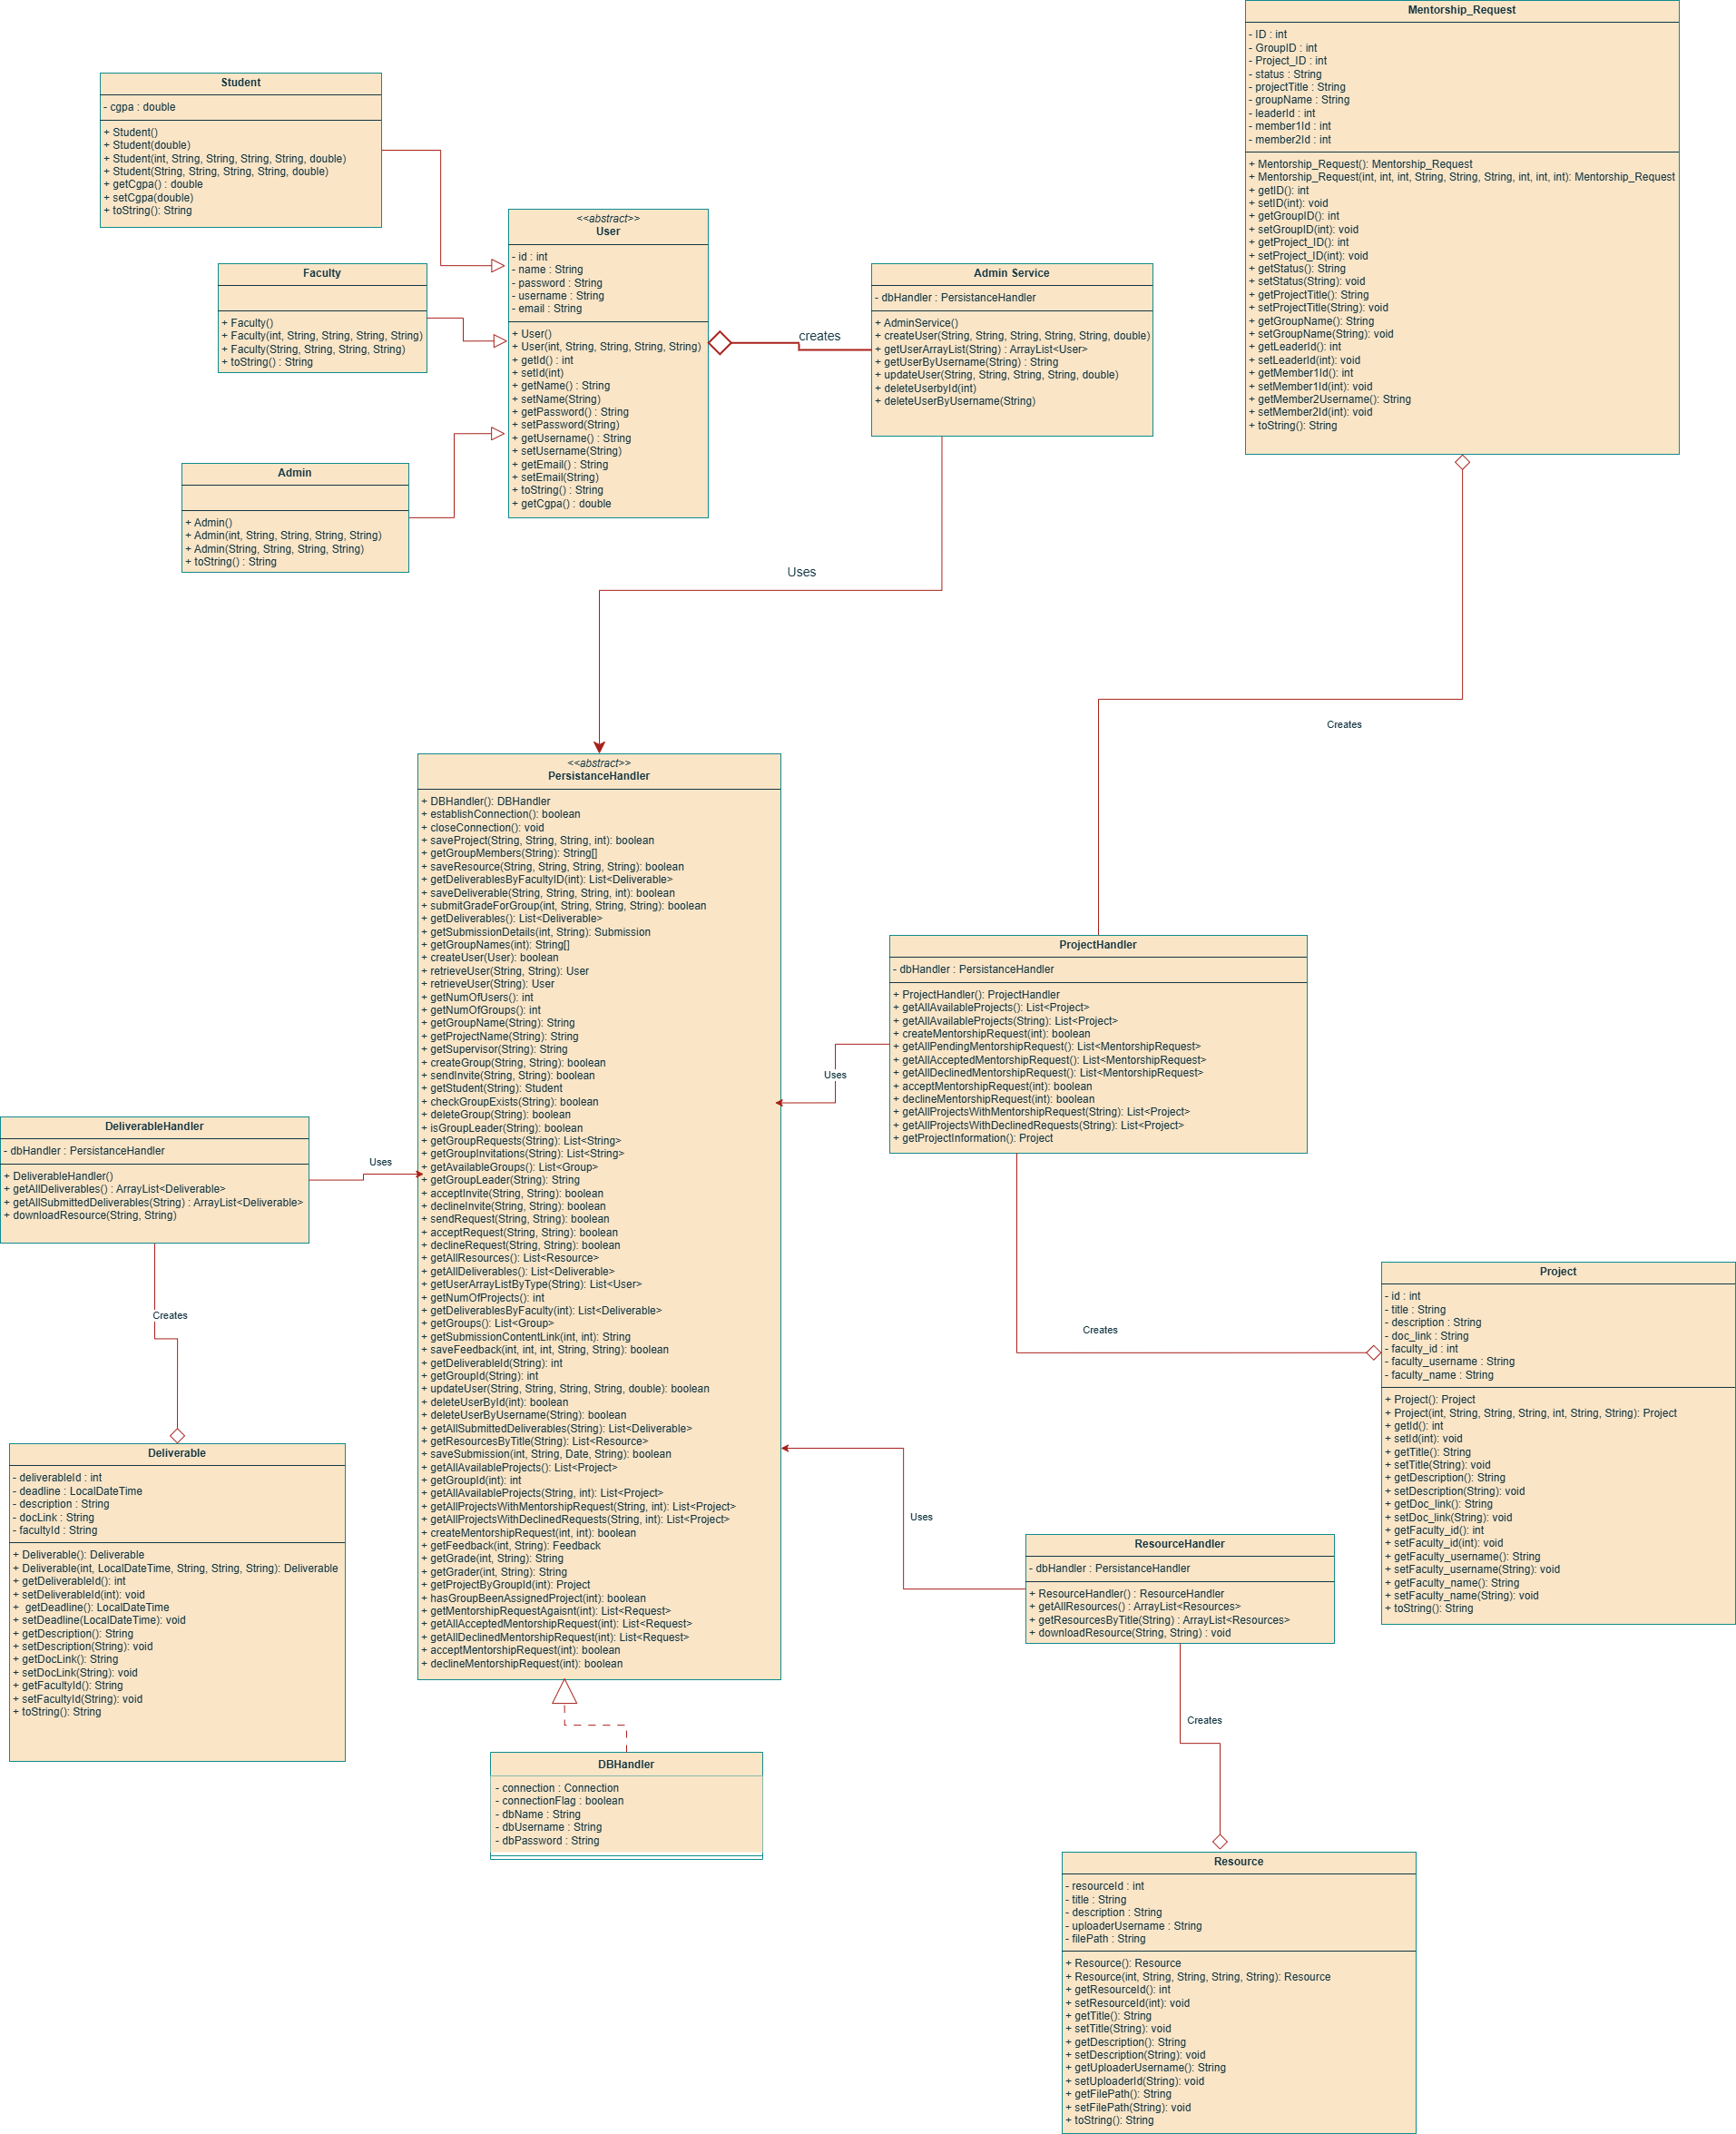 Mentorship_Request
- ID : int
- GroupID : int
- Project_ID : int
- status : String
- projectTitle : String
- groupName : String
- leaderId : int
- member1Id : int
- member2Id : int
+ Mentorship_Request(): Mentorship_Request
+ Mentorship_Request(int, int, int, String, String, String, int, int, int): Mentorship_Request
+ getID(): int
+ setID(int): void
+ getGroupID(): int
+ setGroupID(int): void
+ getProject_ID(): int
+ setProject_ID(int): void
+ getStatus(): String
+ setStatus(String): void
+ getProjectTitle(): String
+ setProjectTitle(String): void
+ getGroupName(): String
+ setGroupName(String): void
+ getLeaderId(): int
+ setLeaderId(int): void
+ getMember1Id(): int
+ setMember1Id(int): void
+ getMember2Username(): String
+ setMember2Id(int): void
+ toString(): String
Student
- cgpa : double
+ Student()
+ Student(double)
+ Student(int, String, String, String, String, double)
+ Student(String, String, String, String, double)
+ getCgpa() : double
+ setCgpa(double)
+ toString(): String
<<abstract>>
User
- id : int
- name : String
- password : String
- username : String
- email : String
+ User()
+ User(int, String, String, String, String)
+ getId() : int
+ setId(int)
+ getName() : String
+ setName(String)
+ getPassword() : String
+ setPassword(String)
+ getUsername() : String
+ setUsername(String)
+ getEmail() : String
+ setEmail(String)
+ toString() : String
+ getCgpa() : double
Faculty
+ Faculty()
+ Faculty(int, String, String, String, String)
+ Faculty(String, String, String, String)
+ toString() : String
creates
Admin Service
- dbHandler : PersistanceHandler
+ AdminService()
+ createUser(String, String, String, String, String, double)
+ getUserArrayList(String) : ArrayList<User>
+ getUserByUsername(String) : String
+ updateUser(String, String, String, String, double)
+ deleteUserbyId(int)
+ deleteUserByUsername(String)
Admin
+ Admin()
+ Admin(int, String, String, String, String)
+ Admin(String, String, String, String)
+ toString() : String
Uses
Creates
<<abstract>>
PersistanceHandler
+ DBHandler(): DBHandler
+ establishConnection(): boolean
+ closeConnection(): void
+ saveProject(String, String, String, int): boolean
+ getGroupMembers(String): String[]
+ saveResource(String, String, String, String): boolean
+ getDeliverablesByFacultyID(int): List<Deliverable>
+ saveDeliverable(String, String, String, int): boolean
+ submitGradeForGroup(int, String, String, String): boolean
+ getDeliverables(): List<Deliverable>
+ getSubmissionDetails(int, String): Submission
+ getGroupNames(int): String[]
+ createUser(User): boolean
+ retrieveUser(String, String): User
+ retrieveUser(String): User
+ getNumOfUsers(): int
+ getNumOfGroups(): int
+ getGroupName(String): String
+ getProjectName(String): String
+ getSupervisor(String): String
+ createGroup(String, String): boolean
+ sendInvite(String, String): boolean
+ getStudent(String): Student
+ checkGroupExists(String): boolean
+ deleteGroup(String): boolean
+ isGroupLeader(String): boolean
+ getGroupRequests(String): List<String>
+ getGroupInvitations(String): List<String>
+ getAvailableGroups(): List<Group>
+ getGroupLeader(String): String
+ acceptInvite(String, String): boolean
+ declineInvite(String, String): boolean
+ sendRequest(String, String): boolean
+ acceptRequest(String, String): boolean
+ declineRequest(String, String): boolean
+ getAllResources(): List<Resource>
+ getAllDeliverables(): List<Deliverable>
+ getUserArrayListByType(String): List<User>
+ getNumOfProjects(): int
+ getDeliverablesByFaculty(int): List<Deliverable>
+ getGroups(): List<Group>
+ getSubmissionContentLink(int, int): String
+ saveFeedback(int, int, int, String, String): boolean
+ getDeliverableId(String): int
+ getGroupId(String): int
+ updateUser(String, String, String, String, double): boolean
+ deleteUserById(int): boolean
+ deleteUserByUsername(String): boolean
+ getAllSubmittedDeliverables(String): List<Deliverable>
+ getResourcesByTitle(String): List<Resource>
+ saveSubmission(int, String, Date, String): boolean
+ getAllAvailableProjects(): List<Project>
+ getGroupId(int): int
+ getAllAvailableProjects(String, int): List<Project>
+ getAllProjectsWithMentorshipRequest(String, int): List<Project>
+ getAllProjectsWithDeclinedRequests(String, int): List<Project>
+ createMentorshipRequest(int, int): boolean
+ getFeedback(int, String): Feedback
+ getGrade(int, String): String
+ getGrader(int, String): String
+ getProjectByGroupId(int): Project
+ hasGroupBeenAssignedProject(int): boolean
+ getMentorshipRequestAgaisnt(int): List<Request>
+ getAllAcceptedMentorshipRequest(int): List<Request>
+ getAllDeclinedMentorshipRequest(int): List<Request>
+ acceptMentorshipRequest(int): boolean
+ declineMentorshipRequest(int): boolean
ProjectHandler
- dbHandler : PersistanceHandler
+ ProjectHandler(): ProjectHandler
+ getAllAvailableProjects(): List<Project>
+ getAllAvailableProjects(String): List<Project>
+ createMentorshipRequest(int): boolean
+ getAllPendingMentorshipRequest(): List<MentorshipRequest>
+ getAllAcceptedMentorshipRequest(): List<MentorshipRequest>
+ getAllDeclinedMentorshipRequest(): List<MentorshipRequest>
+ acceptMentorshipRequest(int): boolean
+ declineMentorshipRequest(int): boolean
+ getAllProjectsWithMentorshipRequest(String): List<Project>
+ getAllProjectsWithDeclinedRequests(String): List<Project>
+ getProjectInformation(): Project
Uses
DeliverableHandler
- dbHandler : PersistanceHandler
+ DeliverableHandler()
+ getAllDeliverables() : ArrayList<Deliverable>
+ getAllSubmittedDeliverables(String) : ArrayList<Deliverable>
+ downloadResource(String, String)
Uses
Creates
Creates
Project
- id : int
- title : String
- description : String
- doc_link : String
- faculty_id : int
- faculty_username : String
- faculty_name : String
+ Project(): Project
+ Project(int, String, String, String, int, String, String): Project
+ getId(): int
+ setId(int): void
+ getTitle(): String
+ setTitle(String): void
+ getDescription(): String
+ setDescription(String): void
+ getDoc_link(): String
+ setDoc_link(String): void
+ getFaculty_id(): int
+ setFaculty_id(int): void
+ getFaculty_username(): String
+ setFaculty_username(String): void
+ getFaculty_name(): String
+ setFaculty_name(String): void
+ toString(): String
Deliverable
- deliverableId : int
- deadline : LocalDateTime
- description : String
- docLink : String
- facultyId : String
+ Deliverable(): Deliverable
+ Deliverable(int, LocalDateTime, String, String, String): Deliverable
+ getDeliverableId(): int
+ setDeliverableId(int): void
+ getDeadline(): LocalDateTime
+ setDeadline(LocalDateTime): void
+ getDescription(): String
+ setDescription(String): void
+ getDocLink(): String
+ setDocLink(String): void
+ getFacultyId(): String
+ setFacultyId(String): void
+ toString(): String
Uses
ResourceHandler
- dbHandler : PersistanceHandler
+ ResourceHandler() : ResourceHandler
+ getAllResources() : ArrayList<Resources>
+ getResourcesByTitle(String) : ArrayList<Resources>
+ downloadResource(String, String) : void
Creates
DBHandler
- connection : Connection
- connectionFlag : boolean
- dbName : String
- dbUsername : String
- dbPassword : String
Resource
- resourceId : int
- title : String
- description : String
- uploaderUsername : String
- filePath : String
+ Resource(): Resource
+ Resource(int, String, String, String, String): Resource
+ getResourceId(): int
+ setResourceId(int): void
+ getTitle(): String
+ setTitle(String): void
+ getDescription(): String
+ setDescription(String): void
+ getUploaderUsername(): String
+ setUploaderId(String): void
+ getFilePath(): String
+ setFilePath(String): void
+ toString(): String